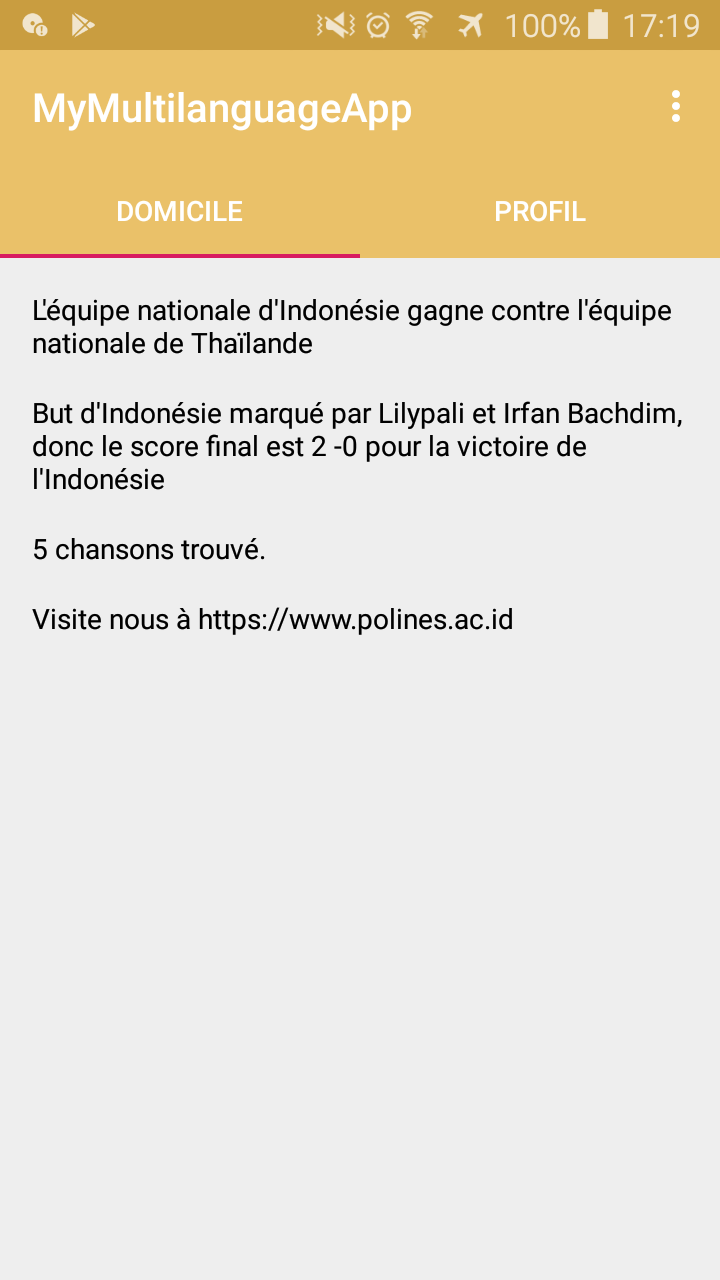 100% 17:19
MyMultilanguageApp
DOMICILE PROFIL
L'équipe nationale d'Indonésie gagne contre l'équipe
nationale de Thaïlande
But d'Indonésie marqué par Lilypali et Irfan Bachdim,
donc le score final est 2 -0 pour la victoire de
l'Indonésie
5 chansons trouvé.
Visite nous à https://www.polines.ac.id